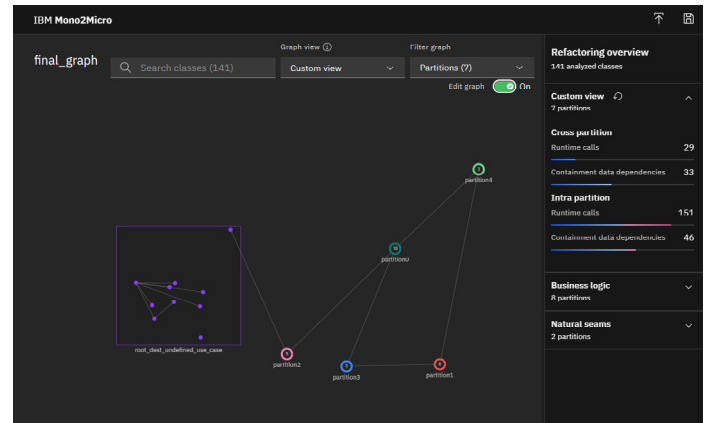 IBM Mono2Micro
final_graph
Search classes (141)
Graph view
Custom view
Filter graph
Partitions (7)
Edit graph
On
partition4
partition0
root_dest_undefined_use_case
partition2
partition3
partition1
Refactoring overview
141 analyzed classes
Custom view
7 partitions
Cross partition
Runtime calls 29
Containment data dependencies 33
Intra partition
Runtime calls 151
Containment data dependencies 46
Business logic
8 partitions
Natural seams
2 partitions